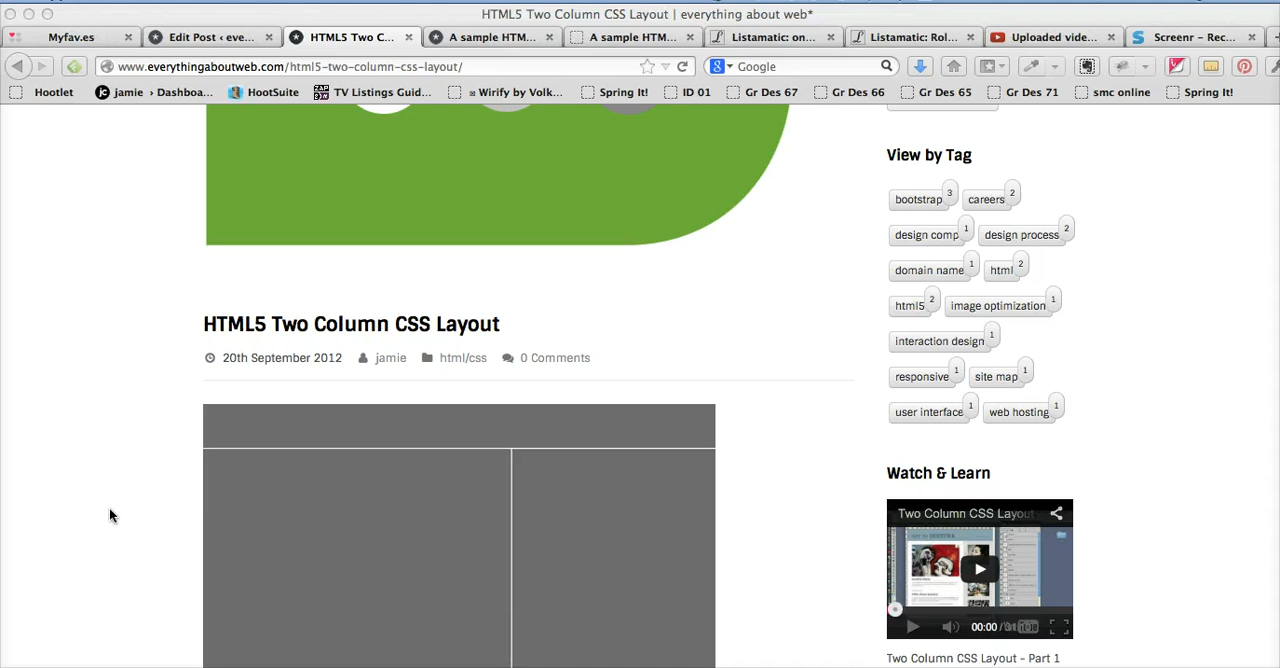 HTML5 Two Column CSS Layout | everything about web*
Myfav.es
Edit Post ‹ eve...
HTML5 Two C...
A sample HTM...
A sample HTM...
Listamatic: on...
Listamatic: Rol...
Uploaded vide...
Screenr - Rec...
www.everythingaboutweb.com/html5-two-column-css-layout/
Google
Hootlet
jamie › Dashboa...
HootSuite
TV Listings Guid...
Wirify by Volk...
Spring It!
ID 01
Gr Des 67
Gr Des 66
Gr Des 65
Gr Des 71
smc online
Spring It!
View by Tag
bootstrap 3
careers 2
design comp 1
design process 2
domain name 1
html 2
html5 2
image optimization 1
interaction design 1
responsive 1
site map 1
user interface 1
web hosting 1
HTML5 Two Column CSS Layout
20th September 2012 jamie html/css 0 Comments
Watch & Learn
Two Column CSS Layout
00:00
Two Column CSS Layout - Part 1